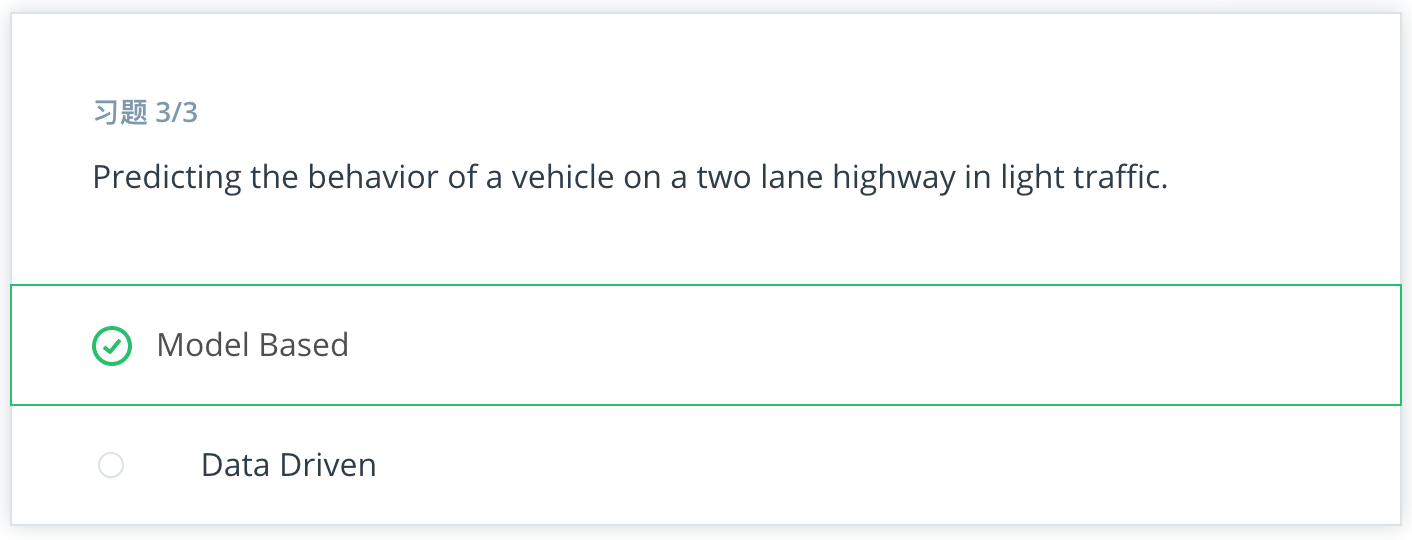 习题 3/3
Predicting the behavior of a vehicle on a two lane highway in light traffic.
Model Based
Data Driven